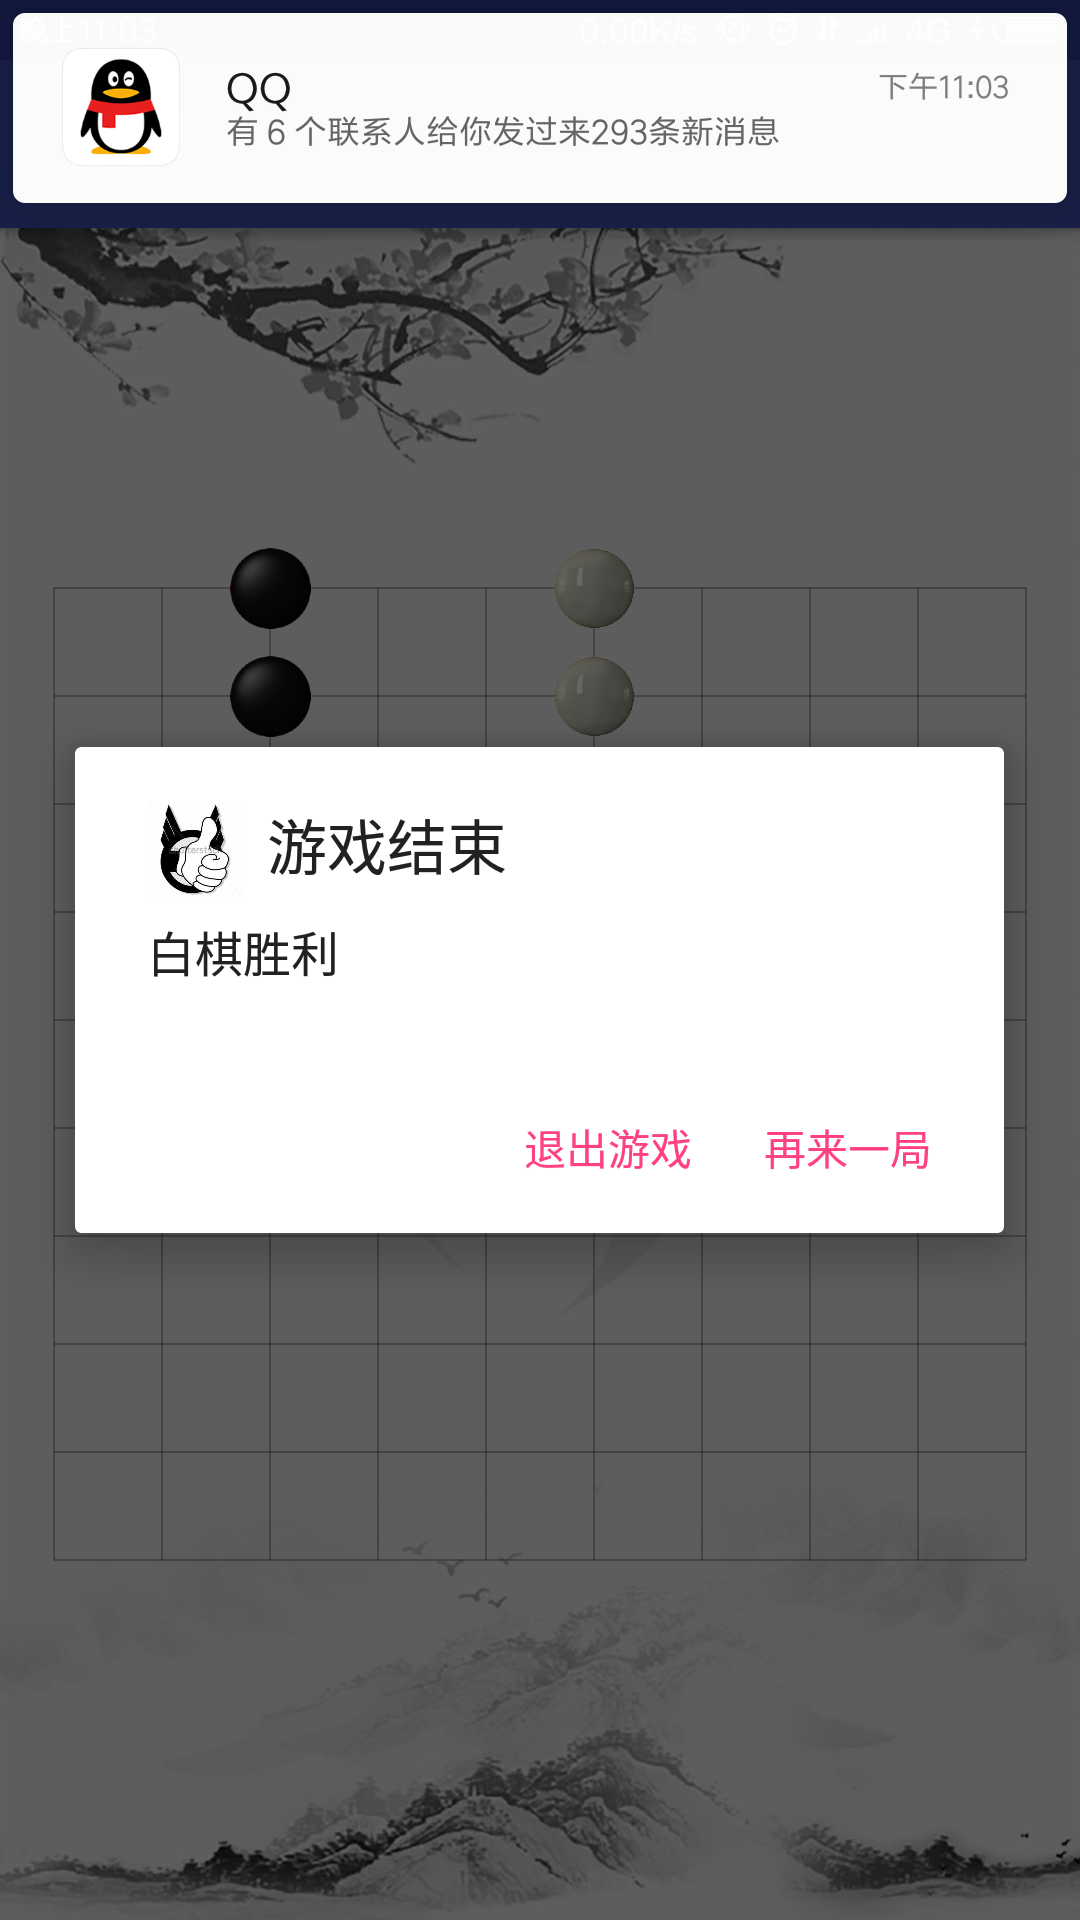 晚上11:03 0.00K/s 4G
QQ 下午11:03
有 6 个联系人给你发过来293条新消息
游戏结束
白棋胜利
退出游戏 再来一局